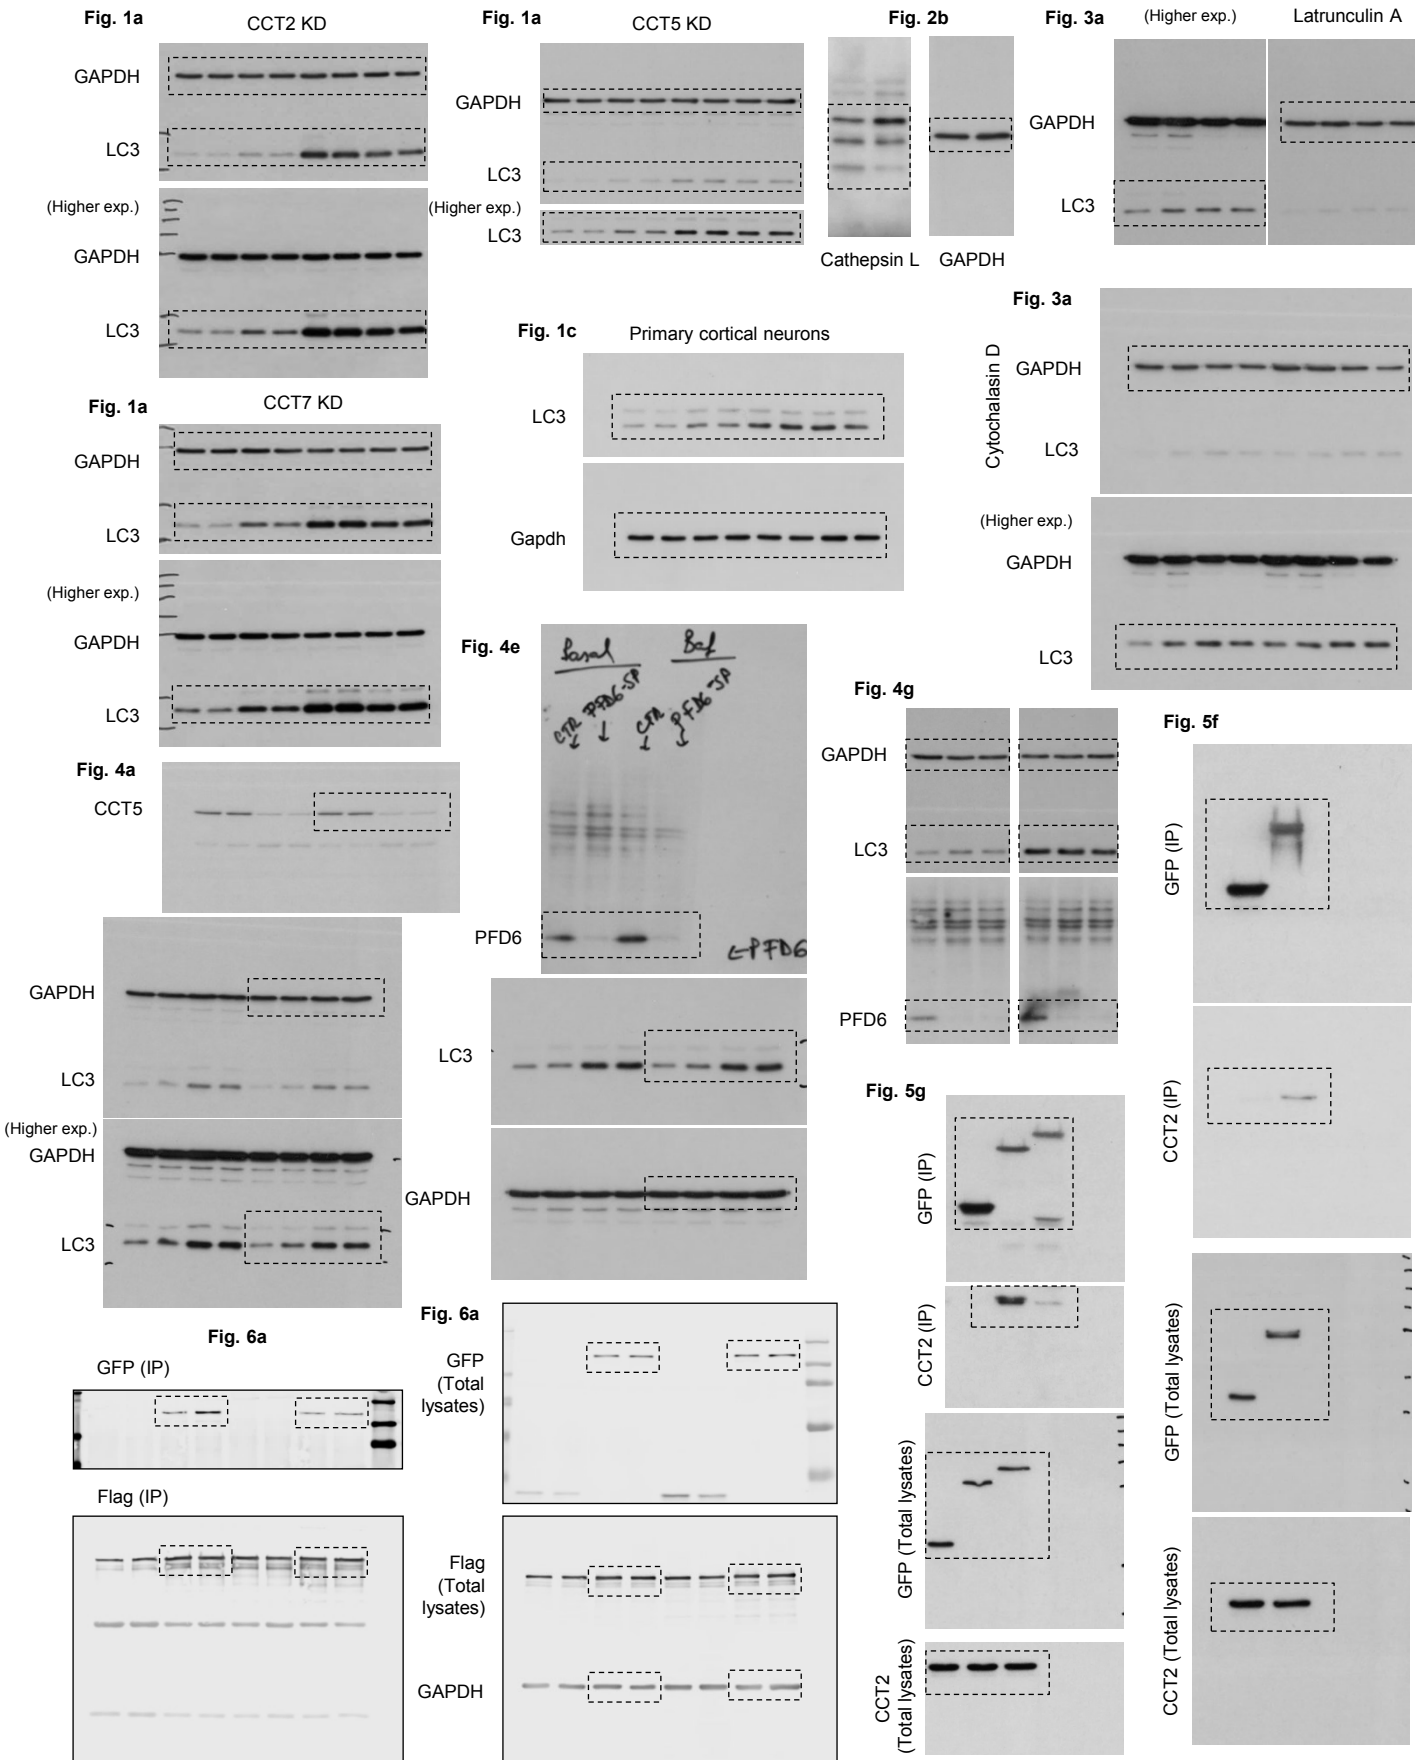 Fig. 1a
CCT2 KD
GAPDH
LC3
(Higher exp.)
GAPDH
LC3
Fig. 1a
CCT5 KD
GAPDH
LC3
(Higher exp.)
LC3
Fig. 2b
Cathepsin L
GAPDH
Fig. 3a
(Higher exp.)
Latrunculin A
GAPDH
LC3
Fig. 1a
CCT7 KD
GAPDH
LC3
(Higher exp.)
GAPDH
LC3
Fig. 1c
Primary cortical neurons
LC3
Gapdh
Fig. 3a
Cytochalasin D
GAPDH
LC3
(Higher exp.)
GAPDH
LC3
Fig. 4a
CCT5
GAPDH
LC3
(Higher exp.)
GAPDH
LC3
Fig. 4e
Basal Baf
CTR PFD6-SP CTR PFD6-SP
PFD6
←PFD6
LC3
GAPDH
Fig. 4g
GAPDH
LC3
PFD6
Fig. 5f
GFP (IP)
CCT2 (IP)
GFP (Total lysates)
CCT2 (Total lysates)
Fig. 5g
GFP (IP)
CCT2 (IP)
GFP (Total lysates)
CCT2
(Total lysates)
Fig. 6a
GFP (IP)
Flag (IP)
Fig. 6a
GFP
(Total
lysates)
Flag
(Total
lysates)
GAPDH